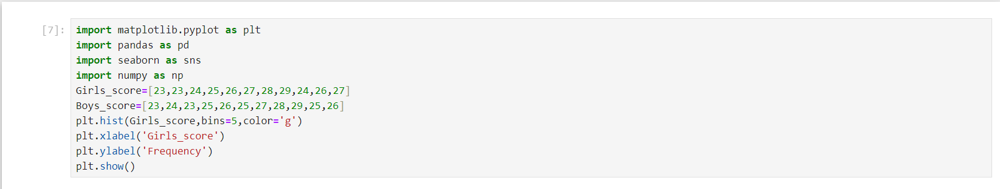 [7]:
import matplotlib.pyplot as plt
import pandas as pd
import seaborn as sns
import numpy as np
Girls_score=[23,23,24,25,26,27,28,29,24,26,27]
Boys_score=[23,24,23,25,26,25,27,28,29,25,26]
plt.hist(Girls_score,bins=5,color='g')
plt.xlabel('Girls_score')
plt.ylabel('Frequency')
plt.show()